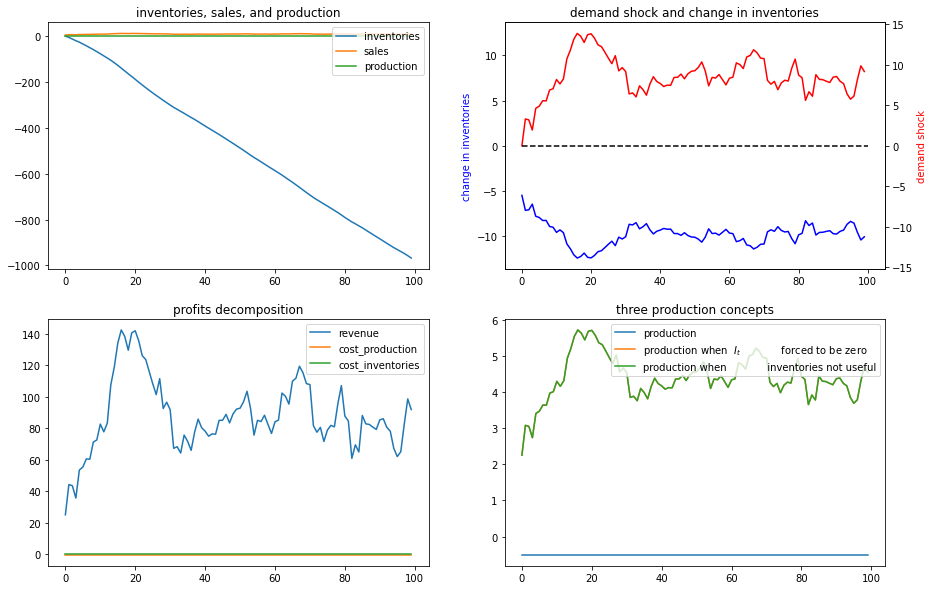 inventories, sales, and production
0
−200
−400
−600
−800
−1000
0 20 40 60 80 100
inventories
sales
production
demand shock and change in inventories
change in inventories
10
5
0
−5
−10
0 20 40 60 80 100
15
10
5
0
−5
−10
−15
demand shock
profits decomposition
140
120
100
80
60
40
20
0
0 20 40 60 80 100
revenue
cost_production
cost_inventories
three production concepts
6
5
4
3
2
1
0
0 20 40 60 80 100
production
production when I_t forced to be zero
production when inventories not useful